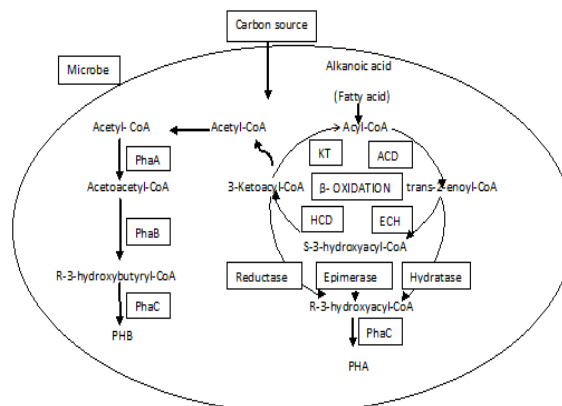 Carbon source
Alkanoic acid
Microbe
(Fatty acid)
Acetyl- CoA
Acetyl-CoA
Acyl-CoA
KT
ACD
PhaA
Acetoacetyl-CoA
3-Ketoacyl-CoA
β- OXIDATION
trans-2-enoyl-CoA
HCD
ECH
PhaB
S-3-hydroxyacyl-CoA
R-3-hydroxybutyryl-CoA
Reductase
Epimerase
Hydratase
PhaC
R-3-hydroxyacyl-CoA
PHB
PhaC
PHA